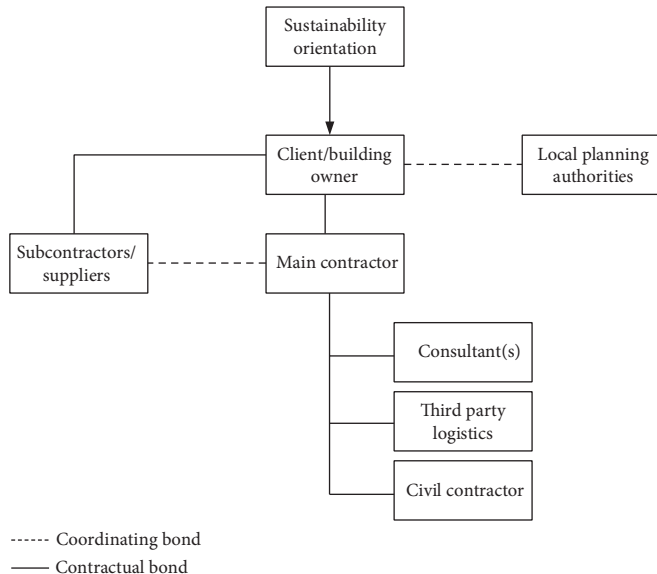 Sustainability
orientation
Client/building
owner
Local planning
authorities
Subcontractors/
suppliers
Main contractor
Consultant(s)
Third party
logistics
Civil contractor
Coordinating bond
Contractual bond